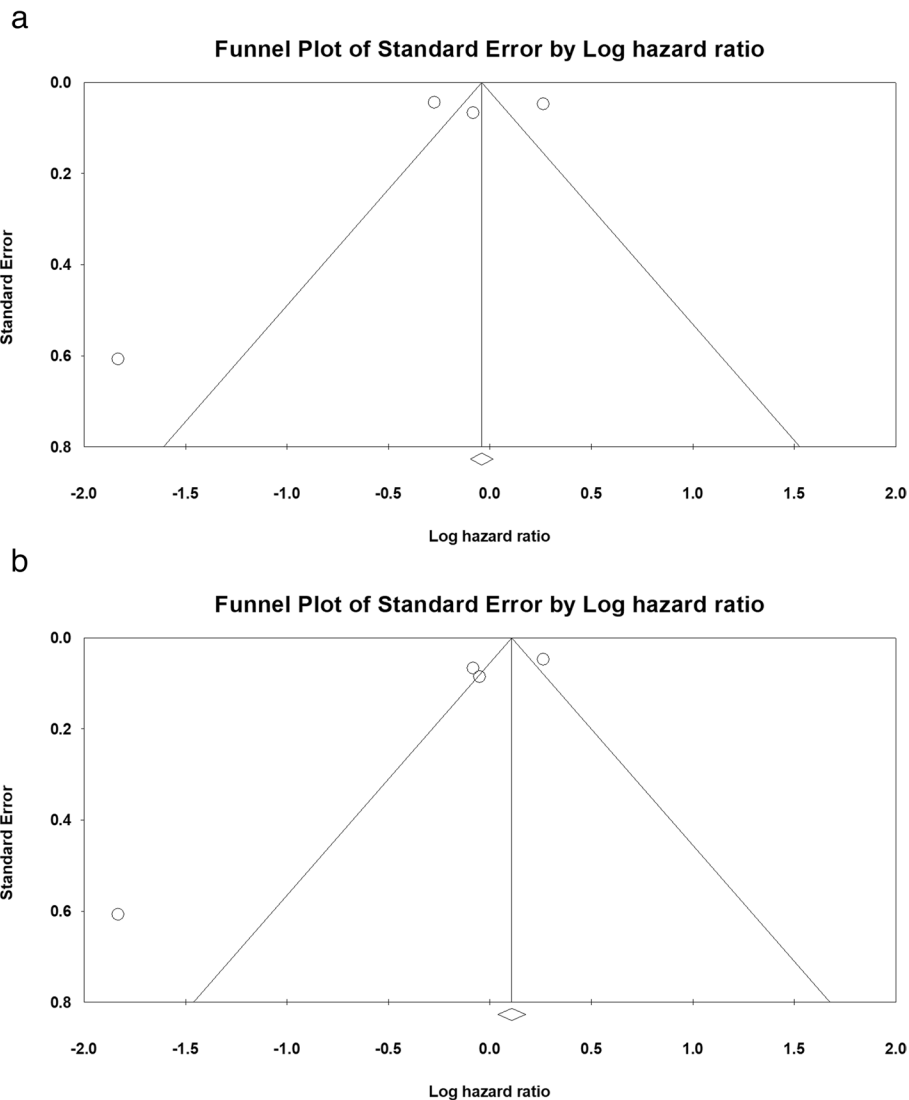 a
Funnel Plot of Standard Error by Log hazard ratio
0.0
0.2
0.4
0.6
0.8
Standard Error
-2.0 -1.5 -1.0 -0.5 0.0 0.5 1.0 1.5 2.0
Log hazard ratio
b
Funnel Plot of Standard Error by Log hazard ratio
0.0
0.2
0.4
0.6
0.8
Standard Error
-2.0 -1.5 -1.0 -0.5 0.0 0.5 1.0 1.5 2.0
Log hazard ratio